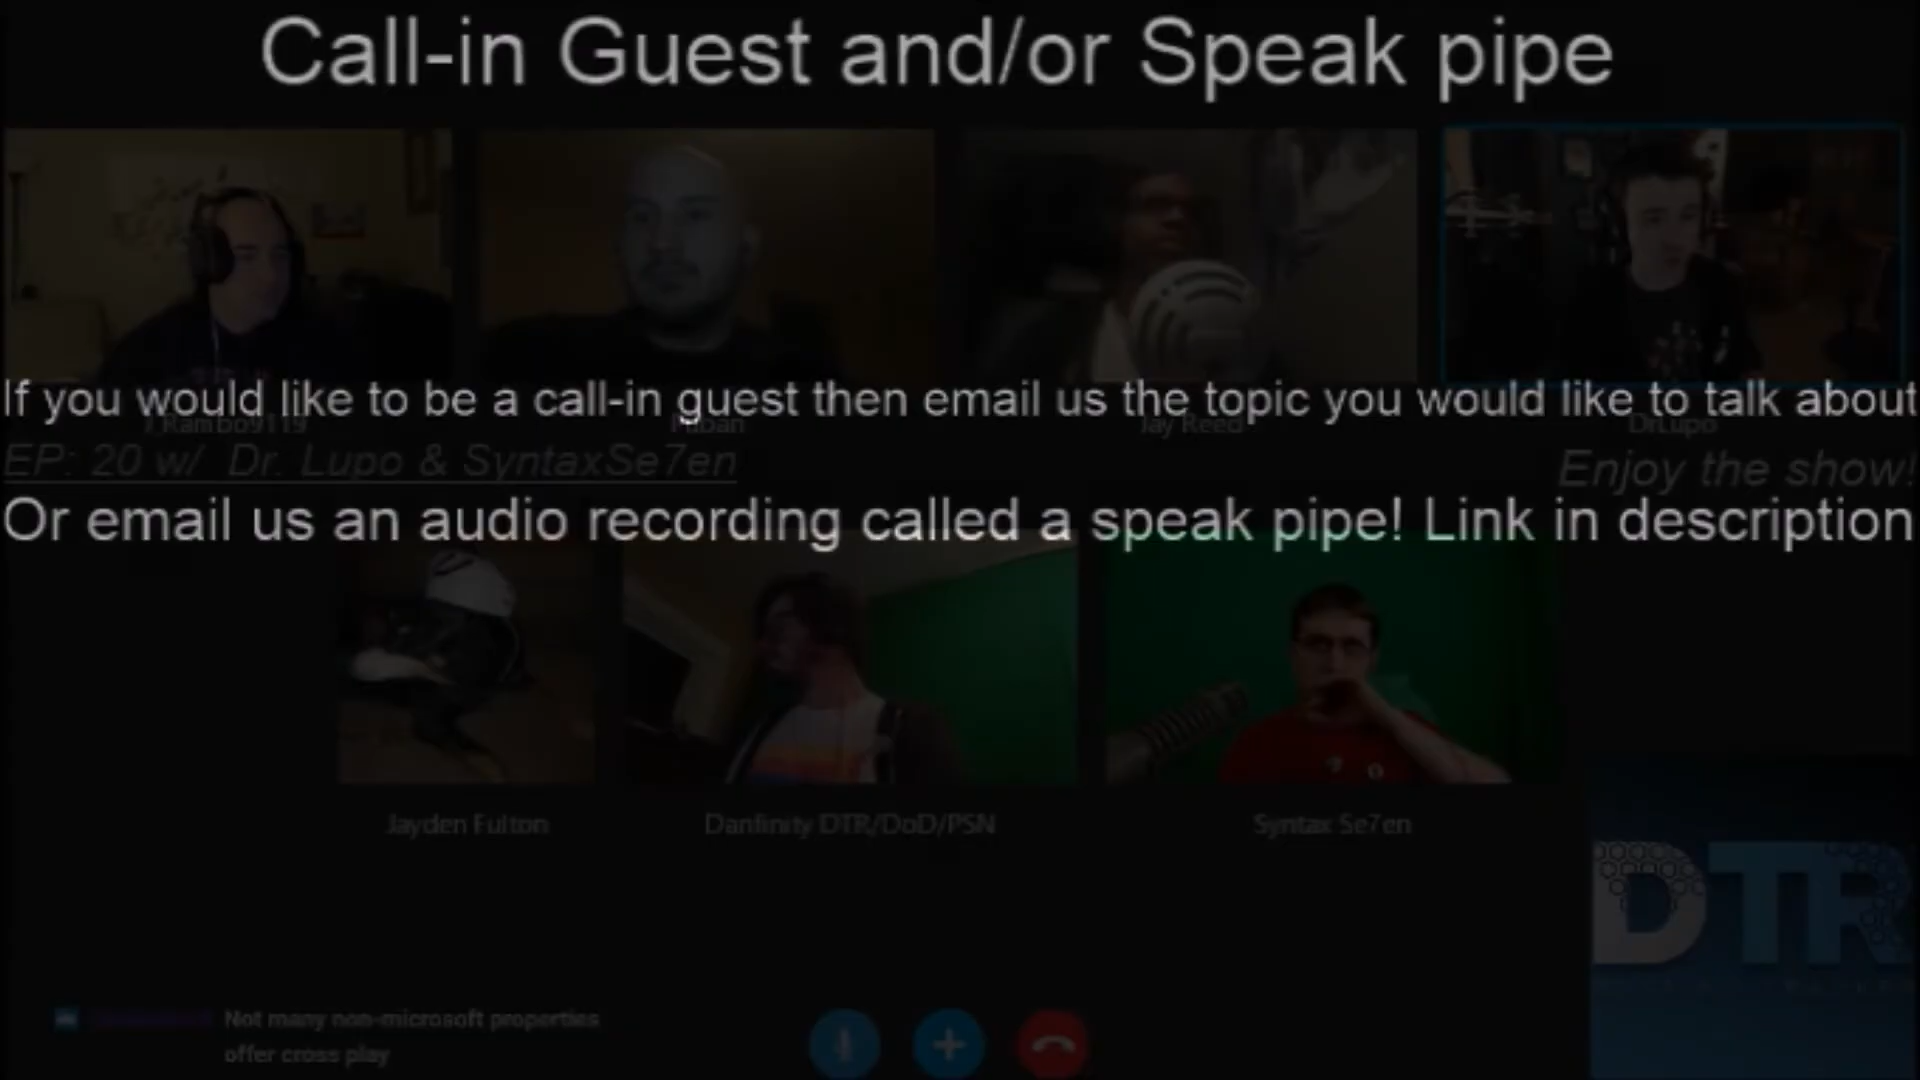 Call-in Guest and/or Speak pipe
If you would like to be a call-in guest then email us the topic you would like to talk about
Jay Reed
DrLupo
EP: 20 w/ Dr. Lupo & SyntaxSe7en
Enjoy the show!
Or email us an audio recording called a speak pipe! Link in description
Jayden Fulton
Danfinity DTR/DoD/PSN
Syntax Se7en
DTR
Not many non-microsoft properties
offer cross play